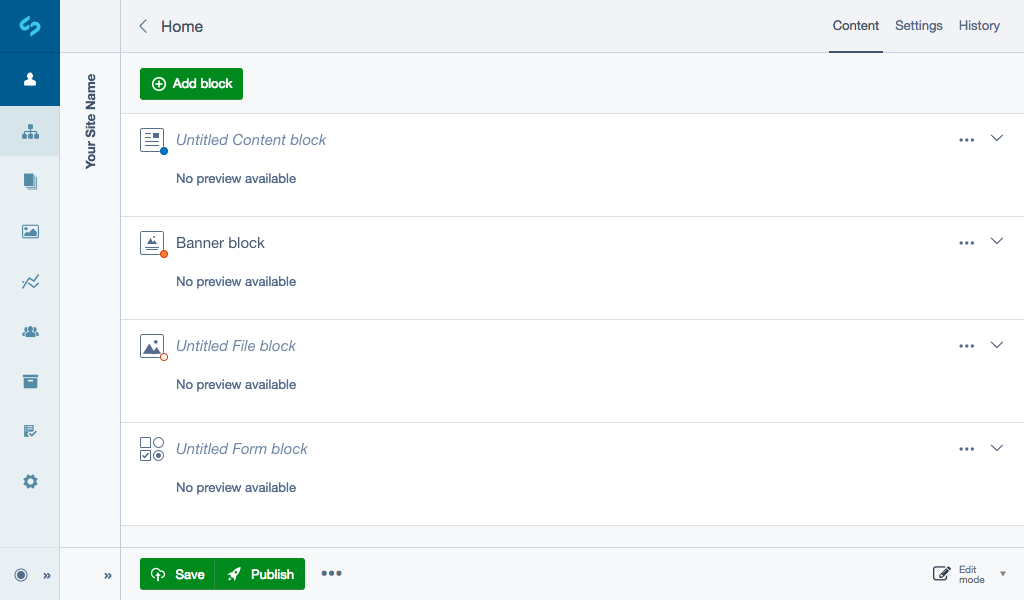 Home
Content
Settings
History
Your Site Name
Add block
Untitled Content block
No preview available
Banner block
No preview available
Untitled File block
No preview available
Untitled Form block
No preview available
Save
Publish
Edit
mode